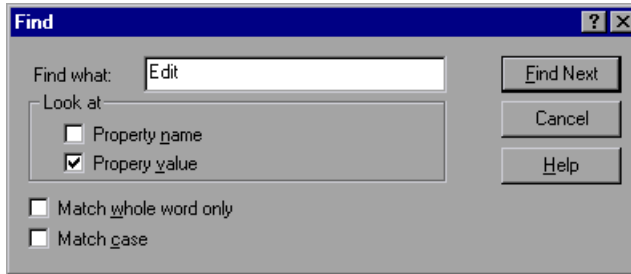 Find
Find what: Edit
Find Next
Look at
Cancel
Property name
Propery value
Help
Match whole word only
Match case